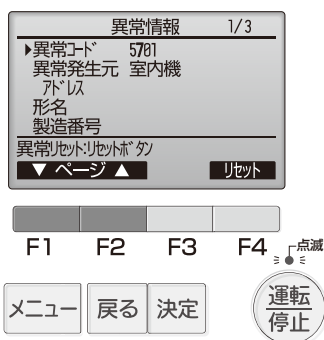 異常情報 1/3
▶異常コード 5701
異常発生元 室内機
アドレス
形名
製造番号
異常リセット:リセットボタン
▼ ページ ▲ リセット
F1 F2 F3 F4
点滅
メニュー 戻る 決定 運転
停止